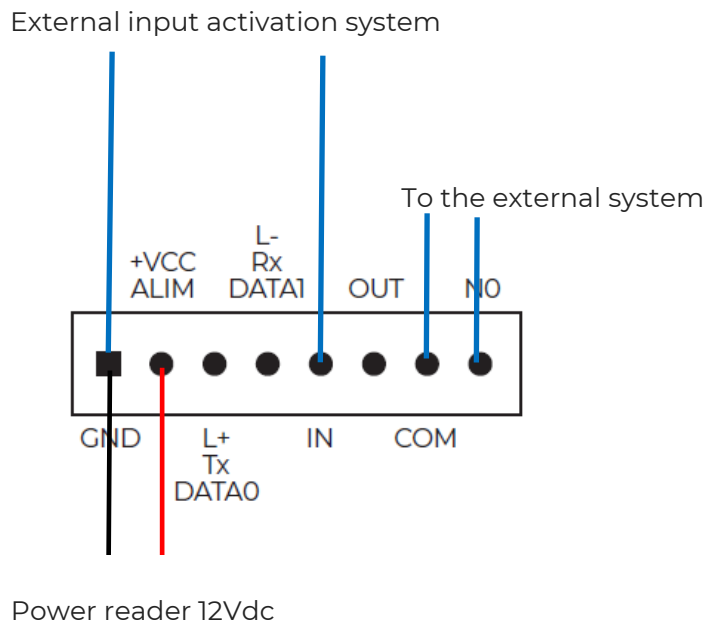 External input activation system
To the external system
L-
+VCC Rx
ALIM DATA1 OUT N0
GND L+ IN COM
Tx
DATA0
Power reader 12Vdc